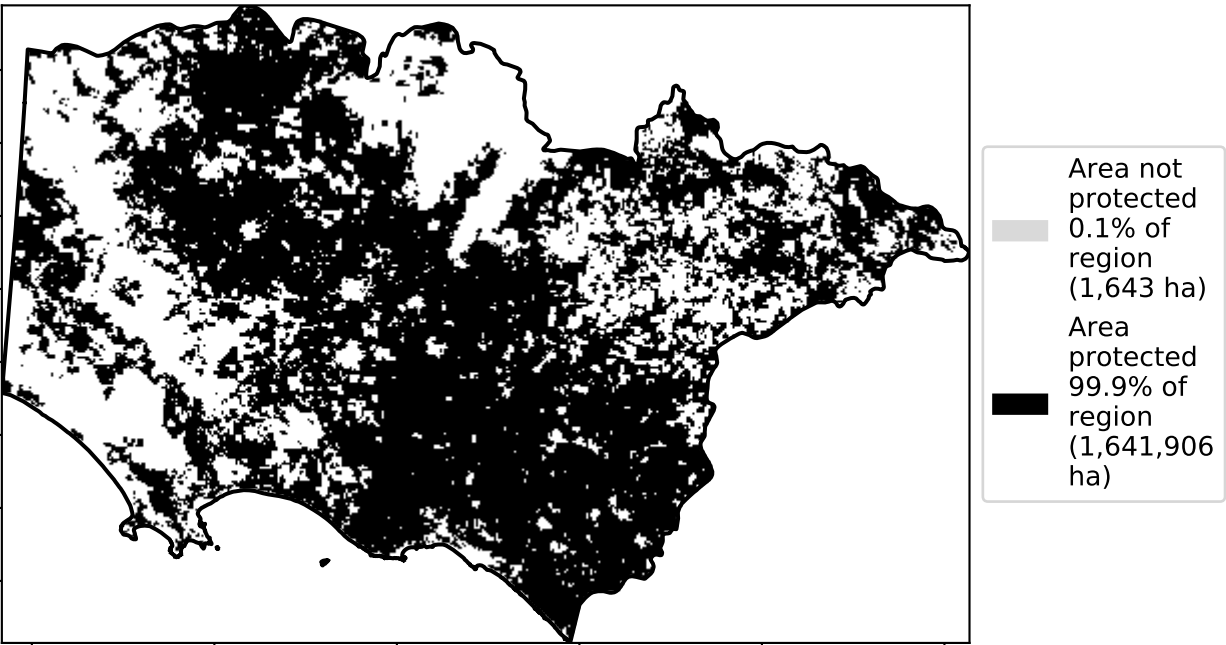 Area not
protected
0.1% of
region
(1,643 ha)
Area
protected
99.9% of
region
(1,641,906
ha)